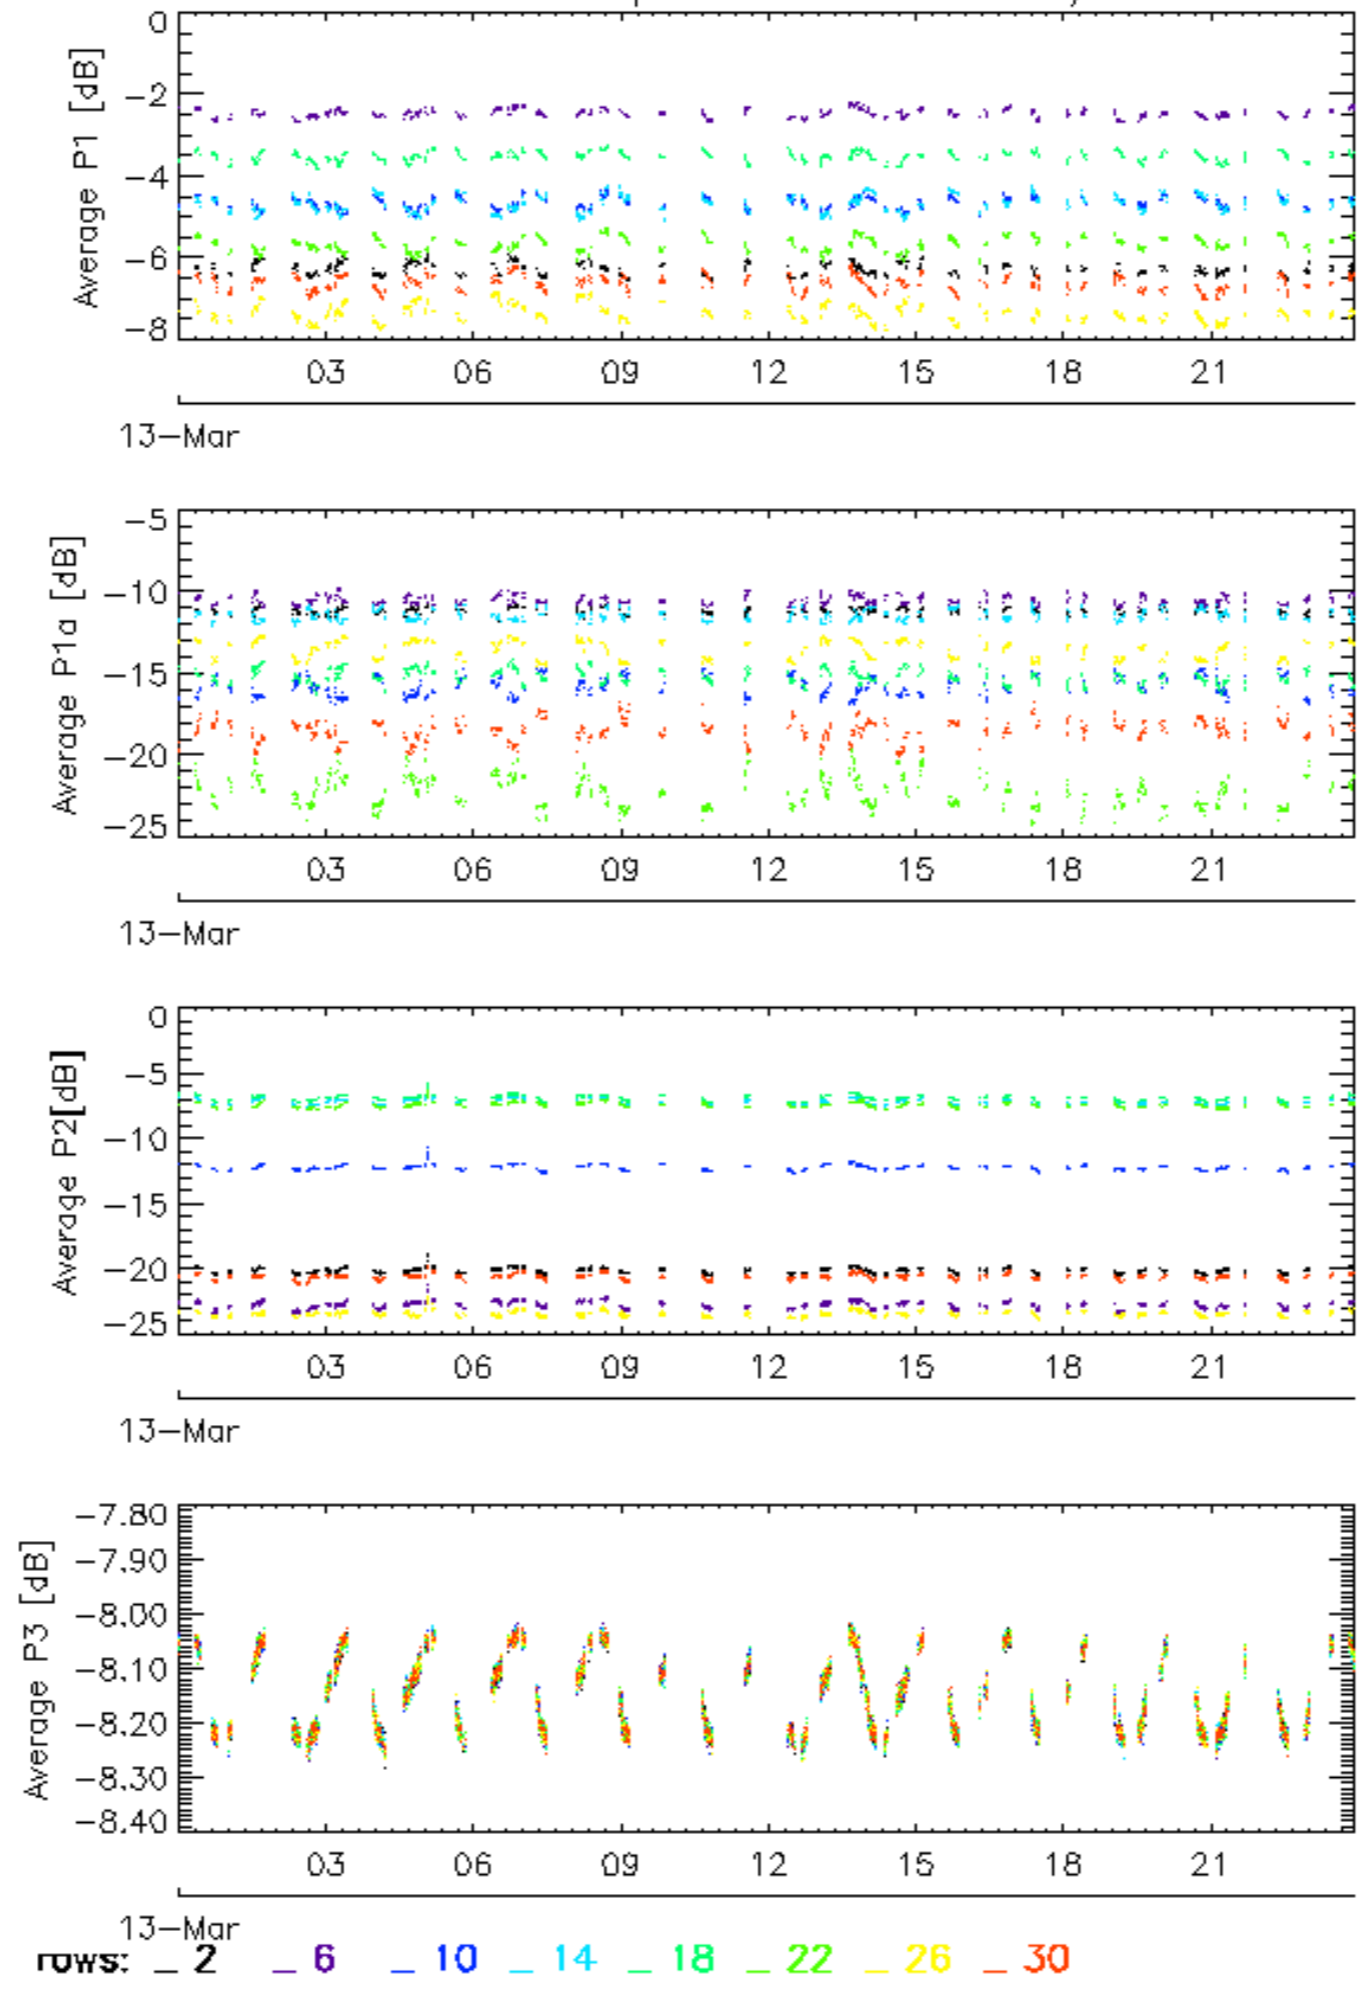 0
−2
−4
−6
−8
Average P1 [dB]
03 06 09 12 15 18 21
13−Mar
−5
−10
−15
−20
−25
Average P1a [dB]
03 06 09 12 15 18 21
13−Mar
0
−5
−10
−15
−20
−25
Average P2[dB]
03 06 09 12 15 18 21
13−Mar
−7.80
−7.90
−8.00
−8.10
−8.20
−8.30
−8.40
Average P3 [dB]
03 06 09 12 15 18 21
13−Mar
rows: _ 2 _ 6 _ 10 _ 14 _ 18 _ 22 _ 26 _ 30